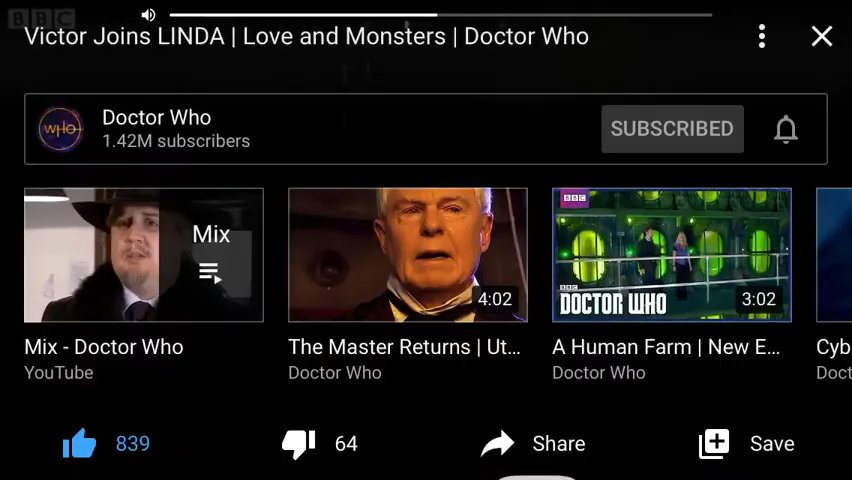 BBC
Victor Joins LINDA | Love and Monsters | Doctor Who
WHO
Doctor Who
1.42M subscribers
SUBSCRIBED
Mix
4:02
BBC
BBC
DOCTOR WHO
3:02
Mix - Doctor Who
The Master Returns | Ut...
A Human Farm | New E...
Cyb
YouTube
Doctor Who
Doctor Who
Doct
839
64
Share
Save